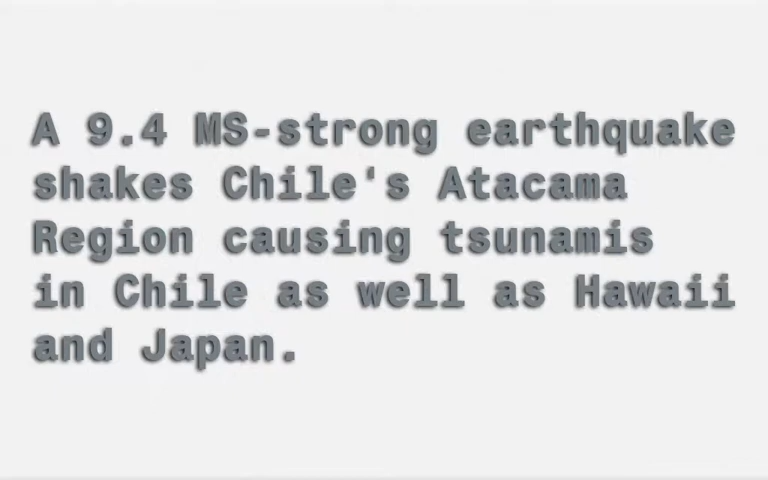 A 9.4 MS-strong earthquake
shakes Chile's Atacama
Region causing tsunamis
in Chile as well as Hawaii
and Japan.